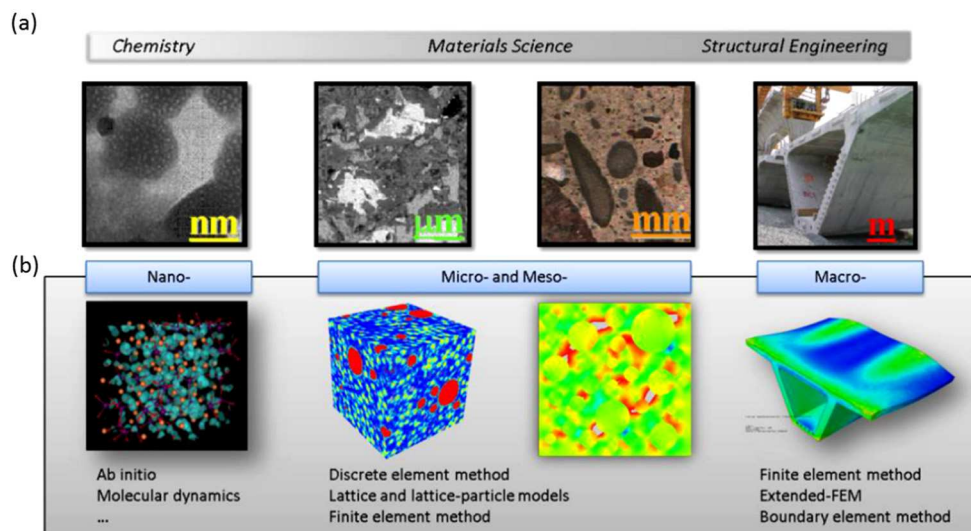 (a)
Chemistry Materials Science Structural Engineering
nm μm mm m
(b)
Nano- Micro- and Meso- Macro-
Ab initio
Molecular dynamics
...
Discrete element method
Lattice and lattice-particle models
Finite element method
Finite element method
Extended-FEM
Boundary element method